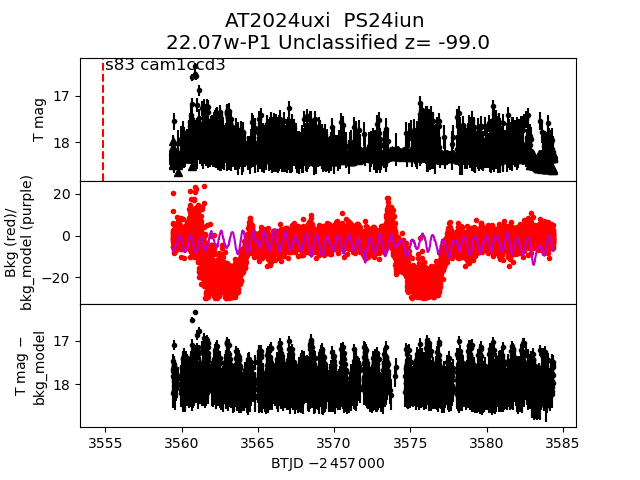 AT2024uxi  PS24iun
22.07w-P1 Unclassified z= -99.0
s83 cam1ccd3
T mag
17
18
Bkg (red)/
bkg_model (purple)
20
0
−20
T mag −
bkg_model
17
18
3555 3560 3565 3570 3575 3580 3585
BTJD −2 457 000